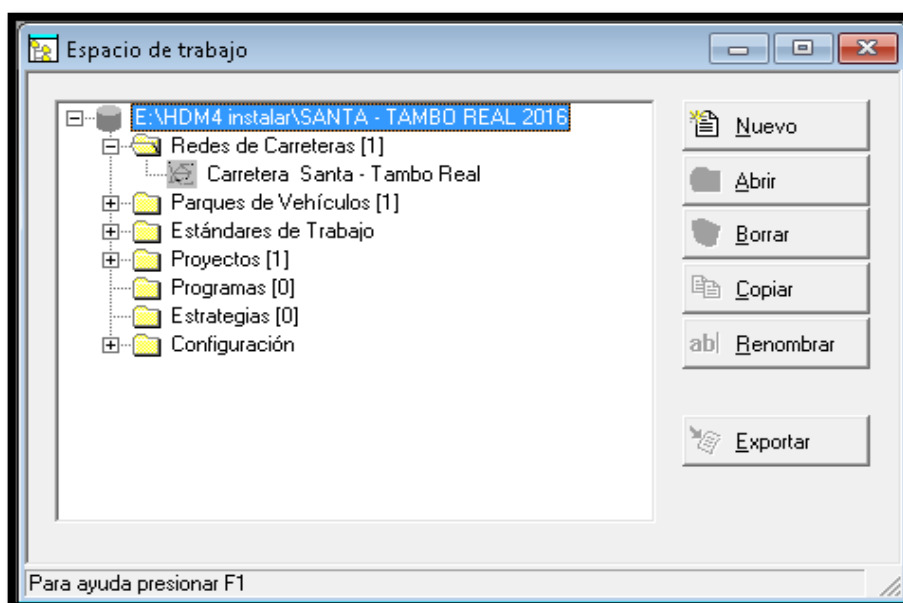 Espacio de trabajo
E:\HDM4 instalar\SANTA - TAMBO REAL 2016
Redes de Carreteras [1]
Carretera  Santa - Tambo Real
Parques de Vehículos [1]
Estándares de Trabajo
Proyectos [1]
Programas [0]
Estrategias [0]
Configuración
Nuevo
Abrir
Borrar
Copiar
ab| Renombrar
Exportar
Para ayuda presionar F1